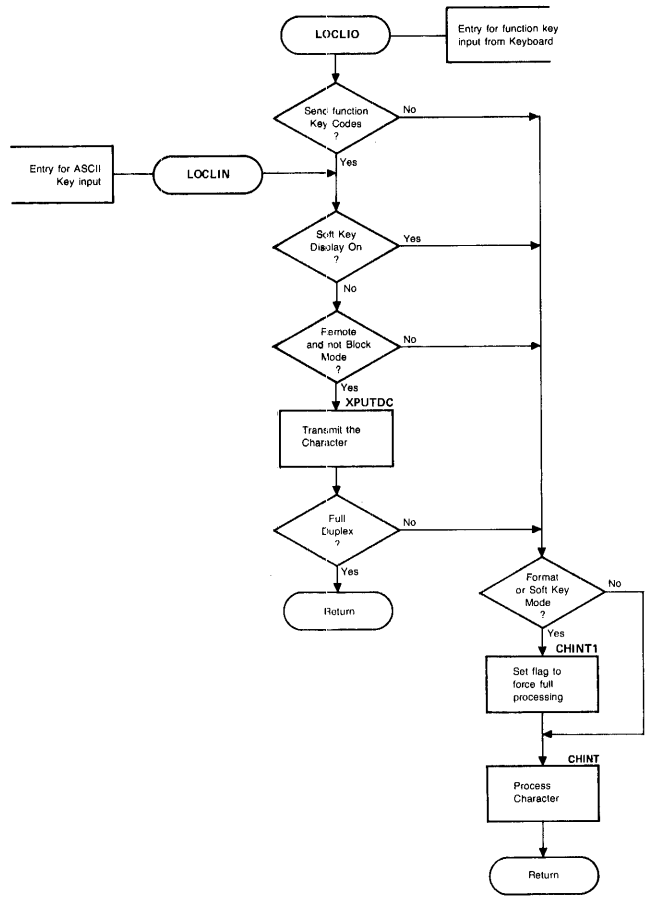 LOCLIO
Entry for function key
input from Keyboard
Send function
Key Codes
?
No
Yes
Entry for ASCII
Key input
LOCLIN
Soft Key
Display On
?
Yes
No
Remote
and not Block
Mode
?
No
Yes
XPUTDC
Transmit the
Character
Full
Duplex
?
No
Yes
Return
Format
or Soft Key
Mode
?
No
Yes
CHINT1
Set flag to
force full
processing
CHINT
Process
Character
Return